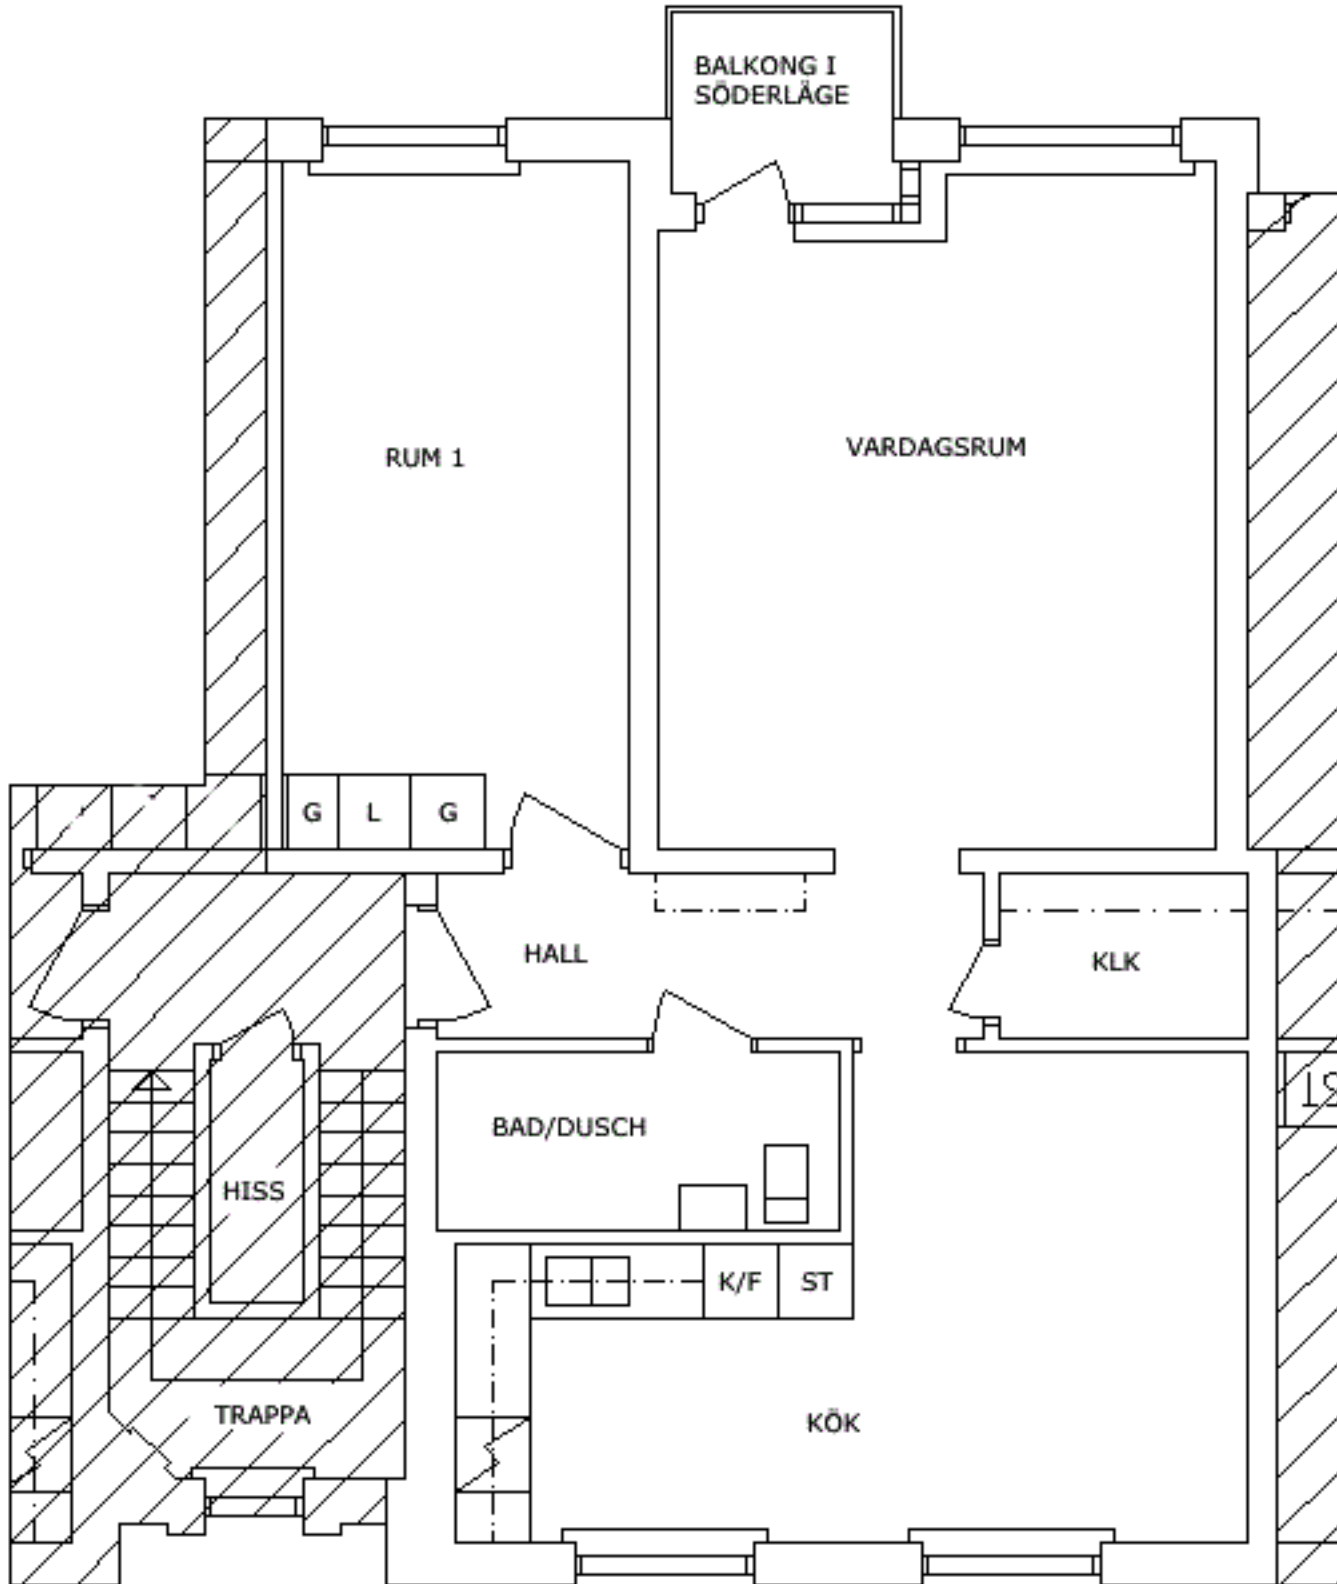 BALKONG I
SÖDERLÄGE
RUM 1
VARDAGSRUM
G L G
HALL
KLK
BAD/DUSCH
HISS
K/F ST
TRAPPA
KÖK